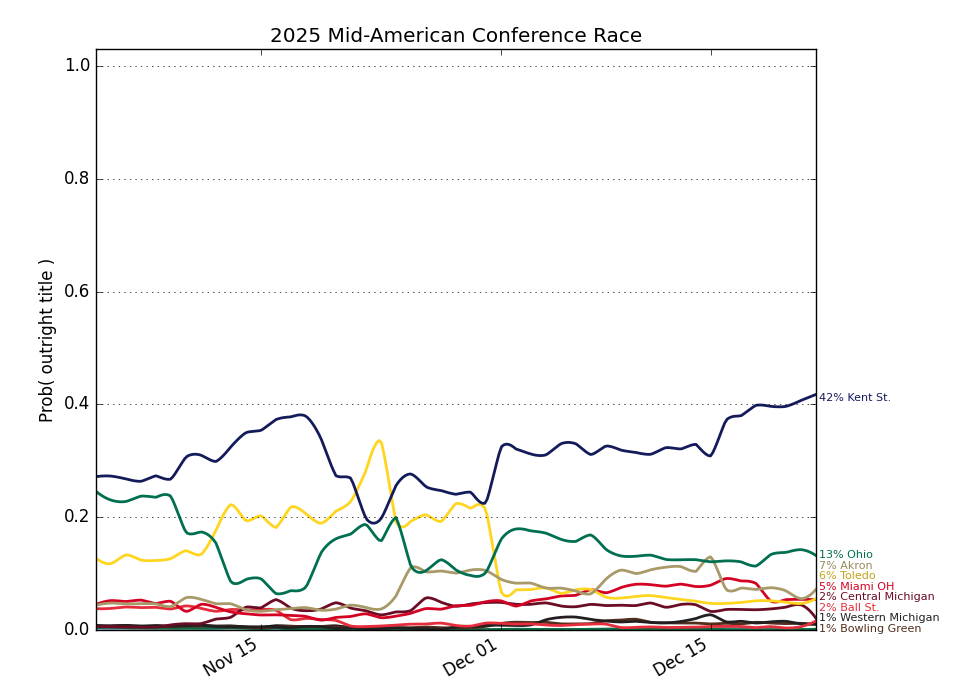 2025 Mid-American Conference Race
1.0
0.8
0.6
0.4
0.2
0.0
Prob( outright title )
Nov 15
Dec 01
Dec 15
42% Kent St.
13% Ohio
7% Akron
6% Toledo
5% Miami OH
2% Central Michigan
2% Ball St.
1% Western Michigan
1% Bowling Green